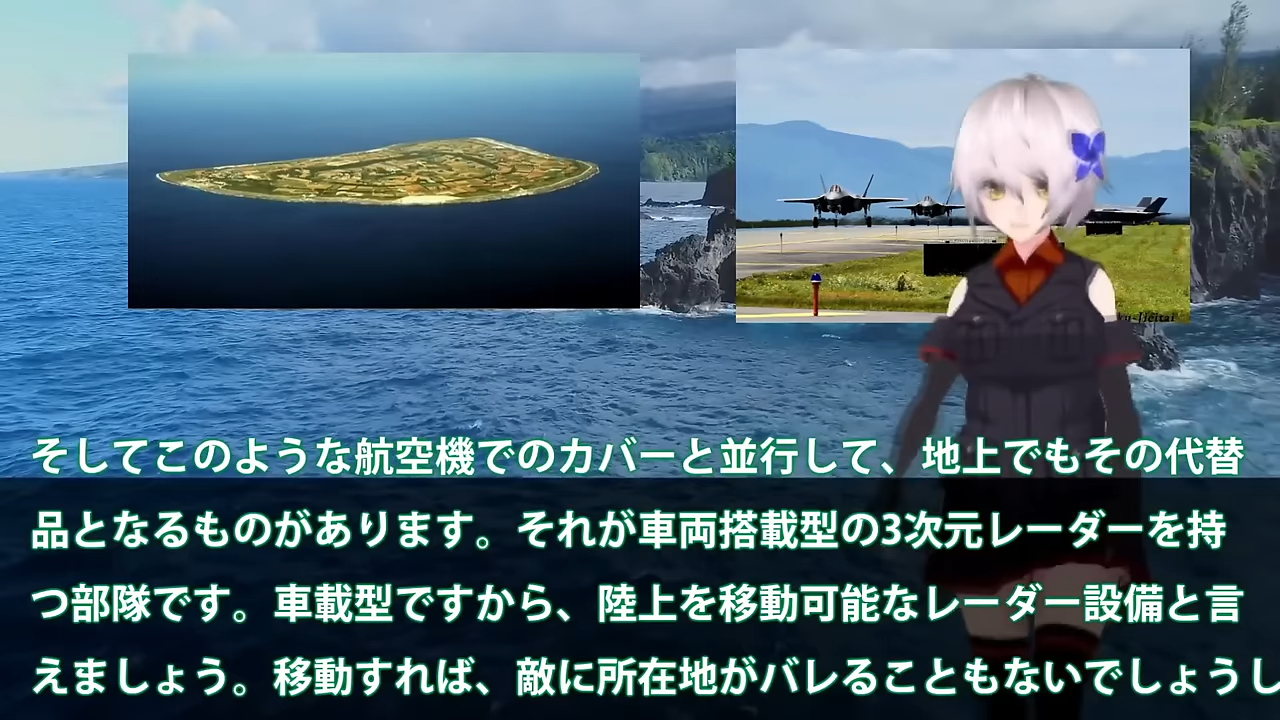 そしてこのような航空機でのカバーと並行して、地上でもその代替
品となるものがあります。それが車両搭載型の3次元レーダーを持
つ部隊です。車載型ですから、陸上を移動可能なレーダー設備と言
えましょう。移動すれば、敵に所在地がバレることもないでしょうし